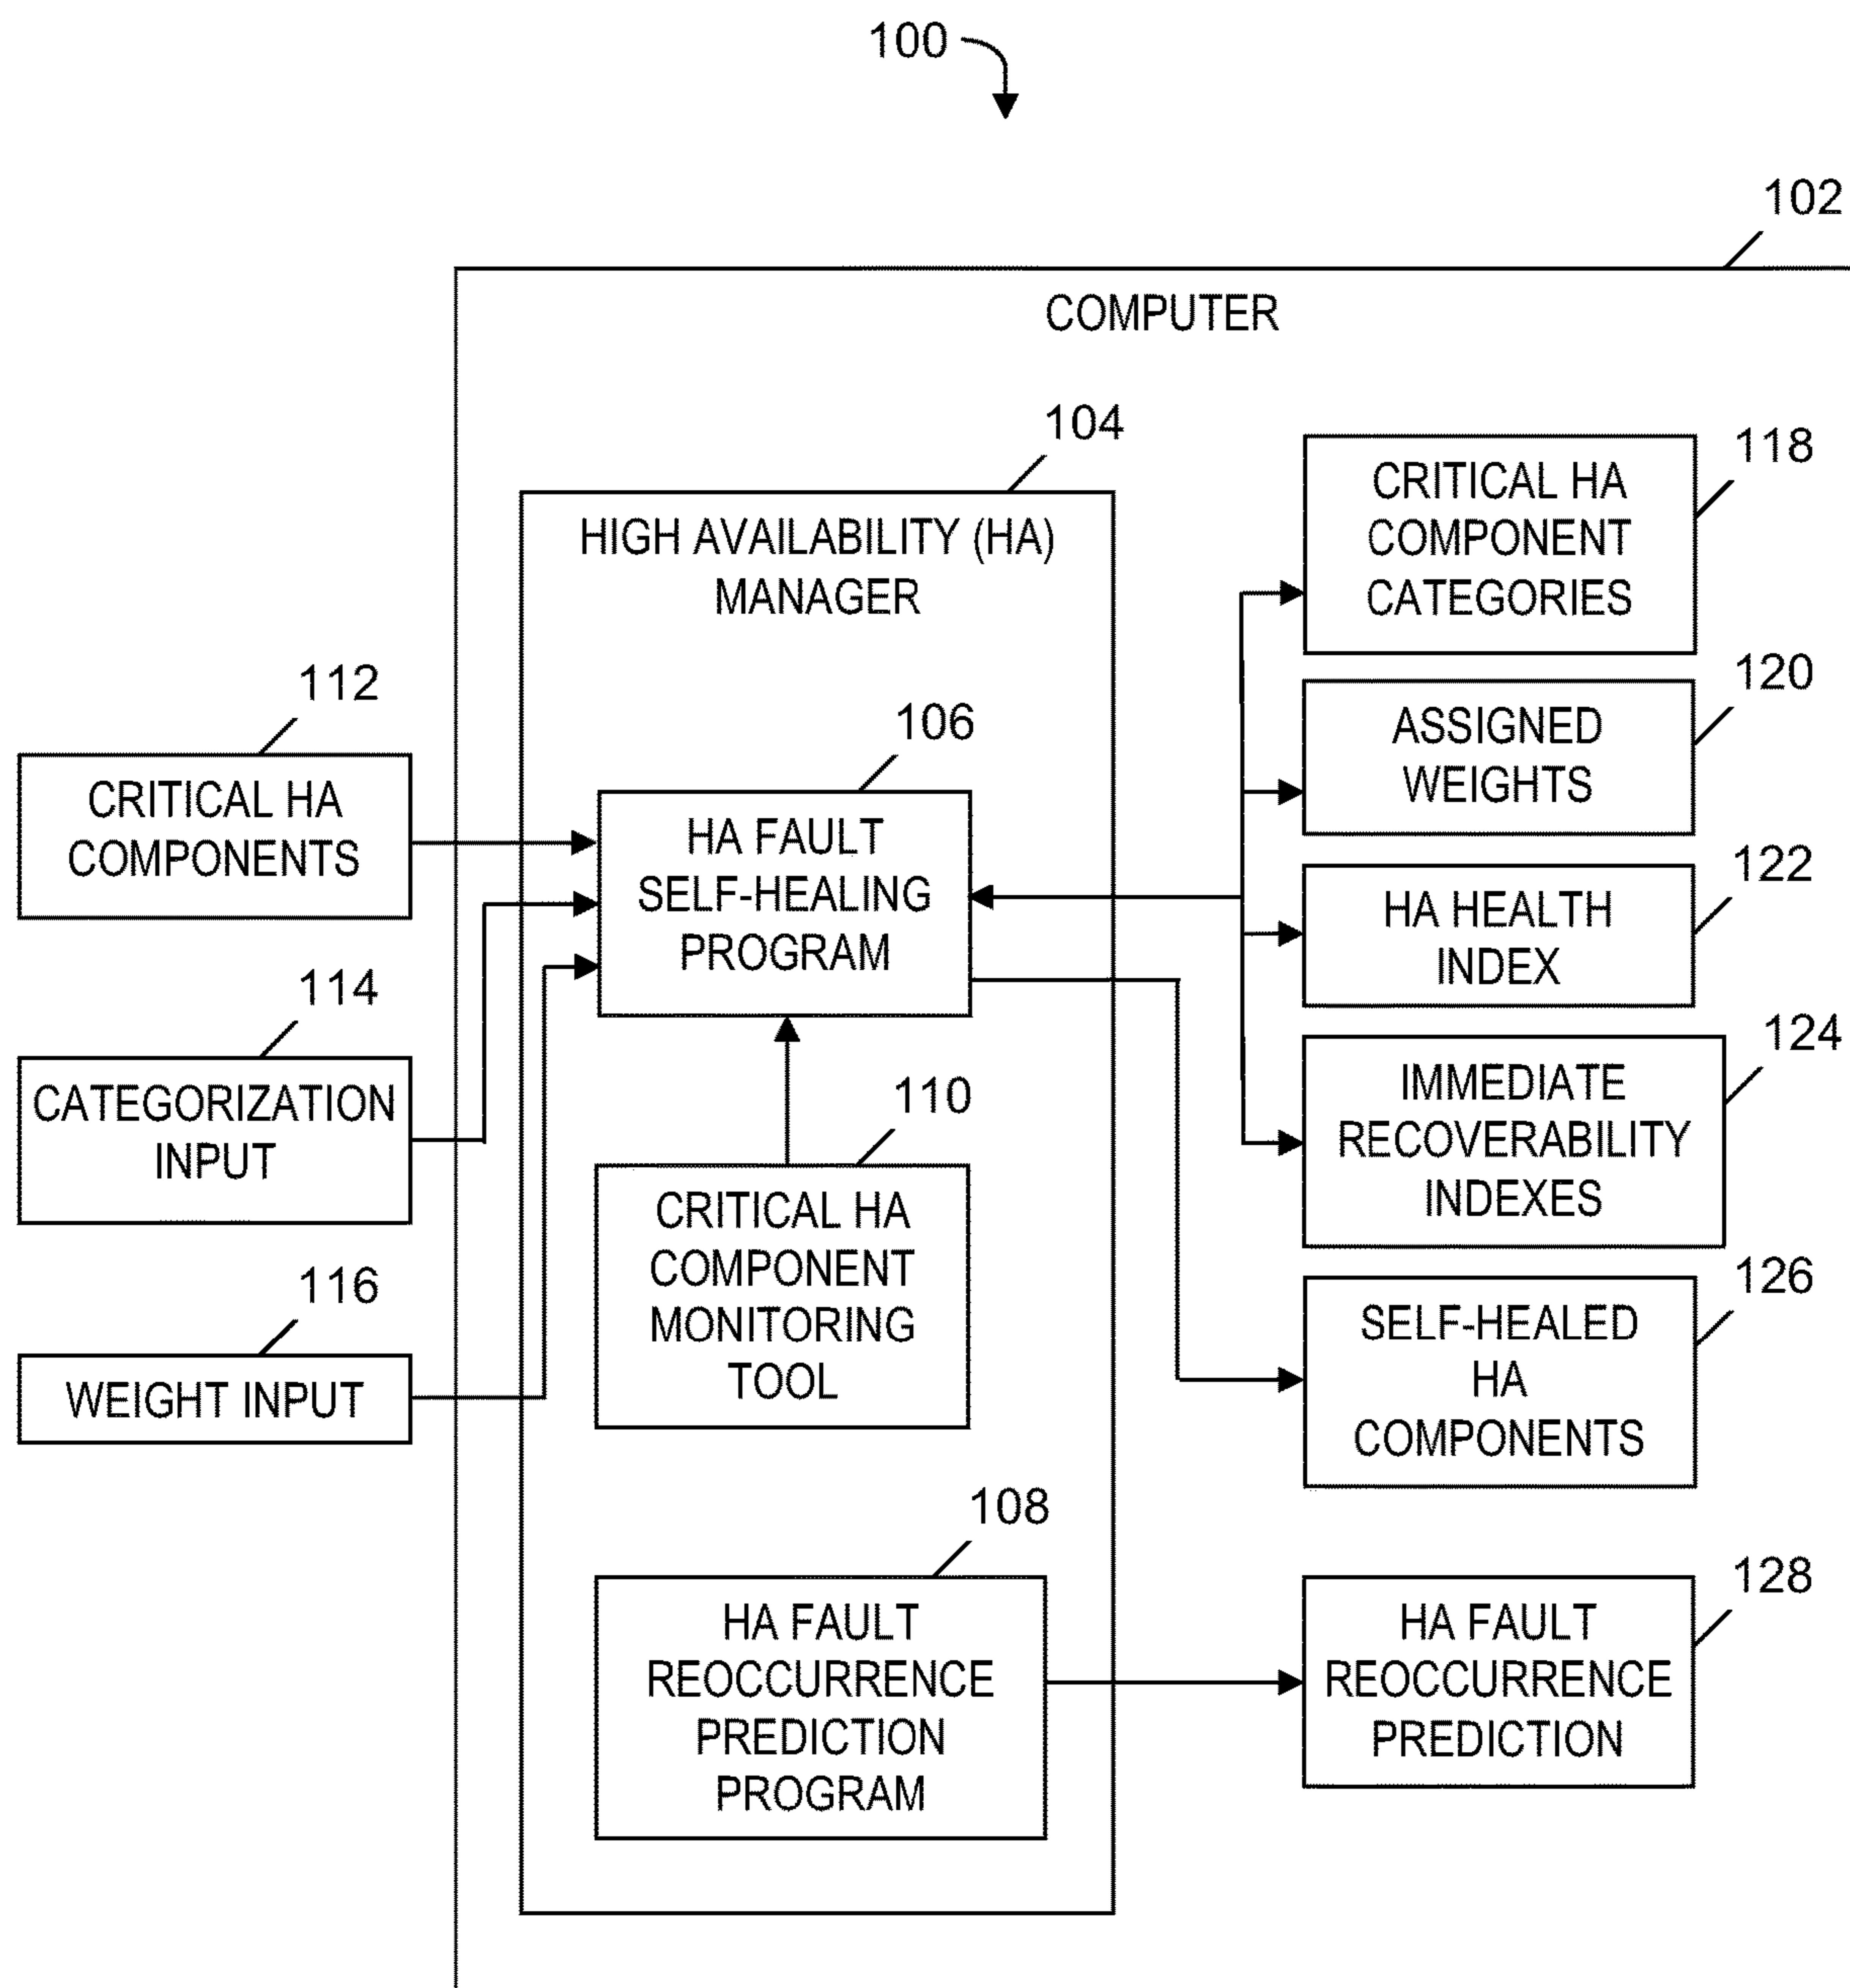 100
102
COMPUTER
104
HIGH AVAILABILITY (HA)
MANAGER
112
CRITICAL HA
COMPONENTS
114
CATEGORIZATION
INPUT
116
WEIGHT INPUT
106
HA FAULT
SELF-HEALING
PROGRAM
110
CRITICAL HA
COMPONENT
MONITORING
TOOL
108
HA FAULT
REOCCURRENCE
PREDICTION
PROGRAM
118
CRITICAL HA
COMPONENT
CATEGORIES
120
ASSIGNED
WEIGHTS
122
HA HEALTH
INDEX
124
IMMEDIATE
RECOVERABILITY
INDEXES
126
SELF-HEALED
HA
COMPONENTS
128
HA FAULT
REOCCURRENCE
PREDICTION